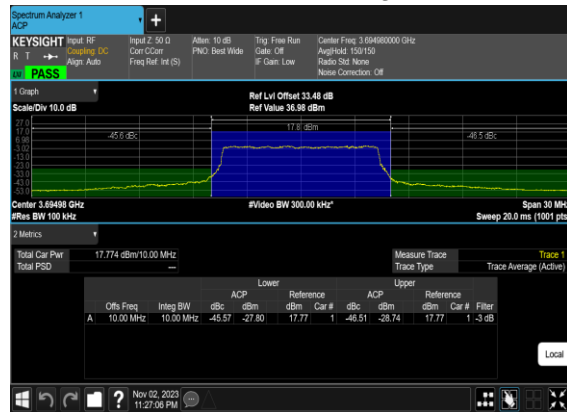 Spectrum Analyzer 1
ACP
+
KEYSIGHT Input: RF Input Z: 50 Ω Atten: 10 dB Trig: Free Run Center Freq: 3.694980000 GHz
R T Coupling: DC Corr CCorr PNO: Best Wide Gate: Off Avg|Hold: 150/150
Align: Auto Freq Ref: Int (S) IF Gain: Low Radio Std: None
LW PASS Noise Correction: Off
1 Graph Ref Lvl Offset 33.48 dB
Scale/Div 10.0 dB Ref Value 36.98 dBm
27.0 17.8 dBm
17.0 -45.6 dBc -46.5 dBc
6.98
-3.02
-13.0
-23.0
-33.0
-43.0
-53.0
Center 3.69498 GHz #Video BW 300.00 kHz* Span 30 MHz
#Res BW 100 kHz Sweep 20.0 ms (1001 pts)
2 Metrics
Total Car Pwr 17.774 dBm/10.00 MHz Measure Trace Trace 1
Total PSD --- Trace Type Trace Average (Active)
Lower Upper
ACP Reference ACP Reference
Offs Freq Integ BW dBc dBm dBm Car # dBc dBm dBm Car # Filter
A 10.00 MHz 10.00 MHz -45.57 -27.80 17.77 1 -46.51 -28.74 17.77 1 -3 dB
Local
? Nov 02, 2023
11:27:06 PM